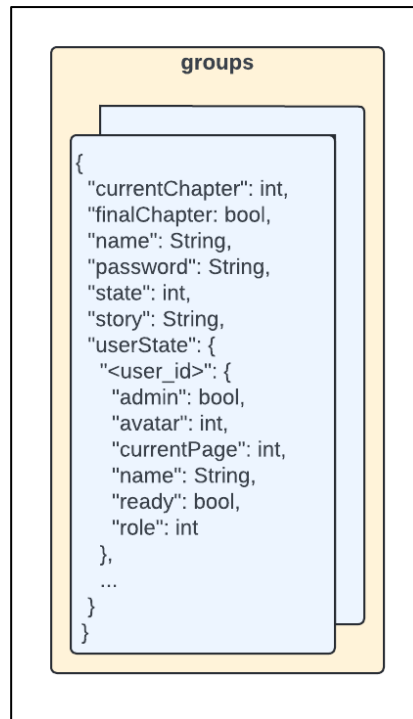 groups
{
"currentChapter": int,
"finalChapter: bool,
"name": String,
"password": String,
"state": int,
"story": String,
"userState": {
"<user_id>": {
"admin": bool,
"avatar": int,
"currentPage": int,
"name": String,
"ready": bool,
"role": int
},
...
}
}